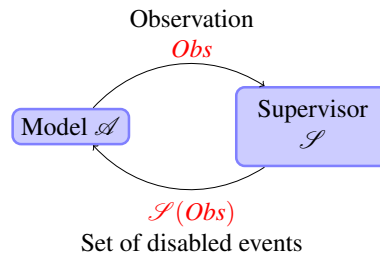 Observation
Obs
Model 𝒜
Supervisor
𝒮
𝒮(Obs)
Set of disabled events